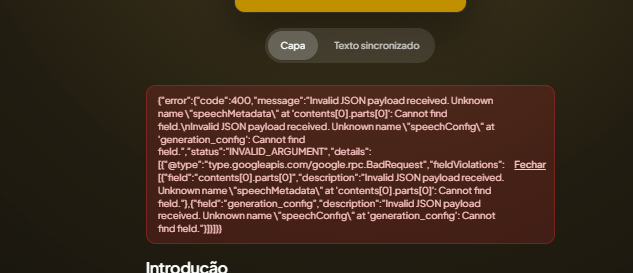 Capa
Texto sincronizado
{"error":{"code":400,"message":"Invalid JSON payload received. Unknown
name \"speechMetadata\" at 'contents[0].parts[0]': Cannot find
field.\nInvalid JSON payload received. Unknown name \"speechConfig\" at
'generation_config': Cannot find
field.","status":"INVALID_ARGUMENT","details":
[{"@type":"type.googleapis.com/google.rpc.BadRequest","fieldViolations":
[{"field":"contents[0].parts[0]","description":"Invalid JSON payload received.
Unknown name \"speechMetadata\" at 'contents[0].parts[0]': Cannot find
field."},{"field":"generation_config","description":"Invalid JSON payload
received. Unknown name \"speechConfig\" at 'generation_config': Cannot
find field."}]}]}}
Fechar
Introdução